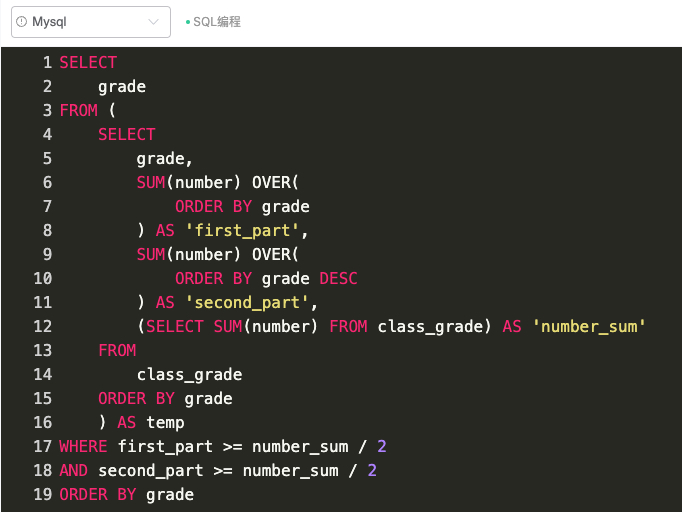 Mysql
SQL编程
1 SELECT
2     grade
3 FROM (
4     SELECT
5         grade,
6         SUM(number) OVER(
7             ORDER BY grade
8         ) AS 'first_part',
9         SUM(number) OVER(
10             ORDER BY grade DESC
11         ) AS 'second_part',
12         (SELECT SUM(number) FROM class_grade) AS 'number_sum'
13     FROM
14         class_grade
15     ORDER BY grade
16     ) AS temp
17 WHERE first_part >= number_sum / 2
18 AND second_part >= number_sum / 2
19 ORDER BY grade